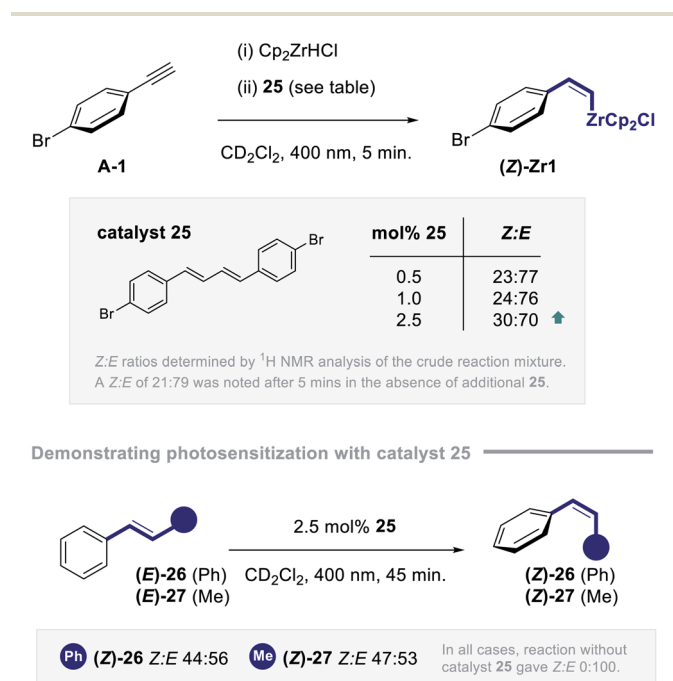 (i) Cp2ZrHCl
(ii) 25 (see table)
CD2Cl2, 400 nm, 5 min.
Br
A-1
Br
ZrCp2Cl
(Z)-Zr1
catalyst 25
Br
Br
mol% 25 Z:E
0.5 23:77
1.0 24:76
2.5 30:70
Z:E ratios determined by 1H NMR analysis of the crude reaction mixture.
A Z:E of 21:79 was noted after 5 mins in the absence of additional 25.
Demonstrating photosensitization with catalyst 25
2.5 mol% 25
CD2Cl2, 400 nm, 45 min.
(E)-26 (Ph)
(E)-27 (Me)
(Z)-26 (Ph)
(Z)-27 (Me)
Ph (Z)-26 Z:E 44:56
Me (Z)-27 Z:E 47:53
In all cases, reaction without
catalyst 25 gave Z:E 0:100.